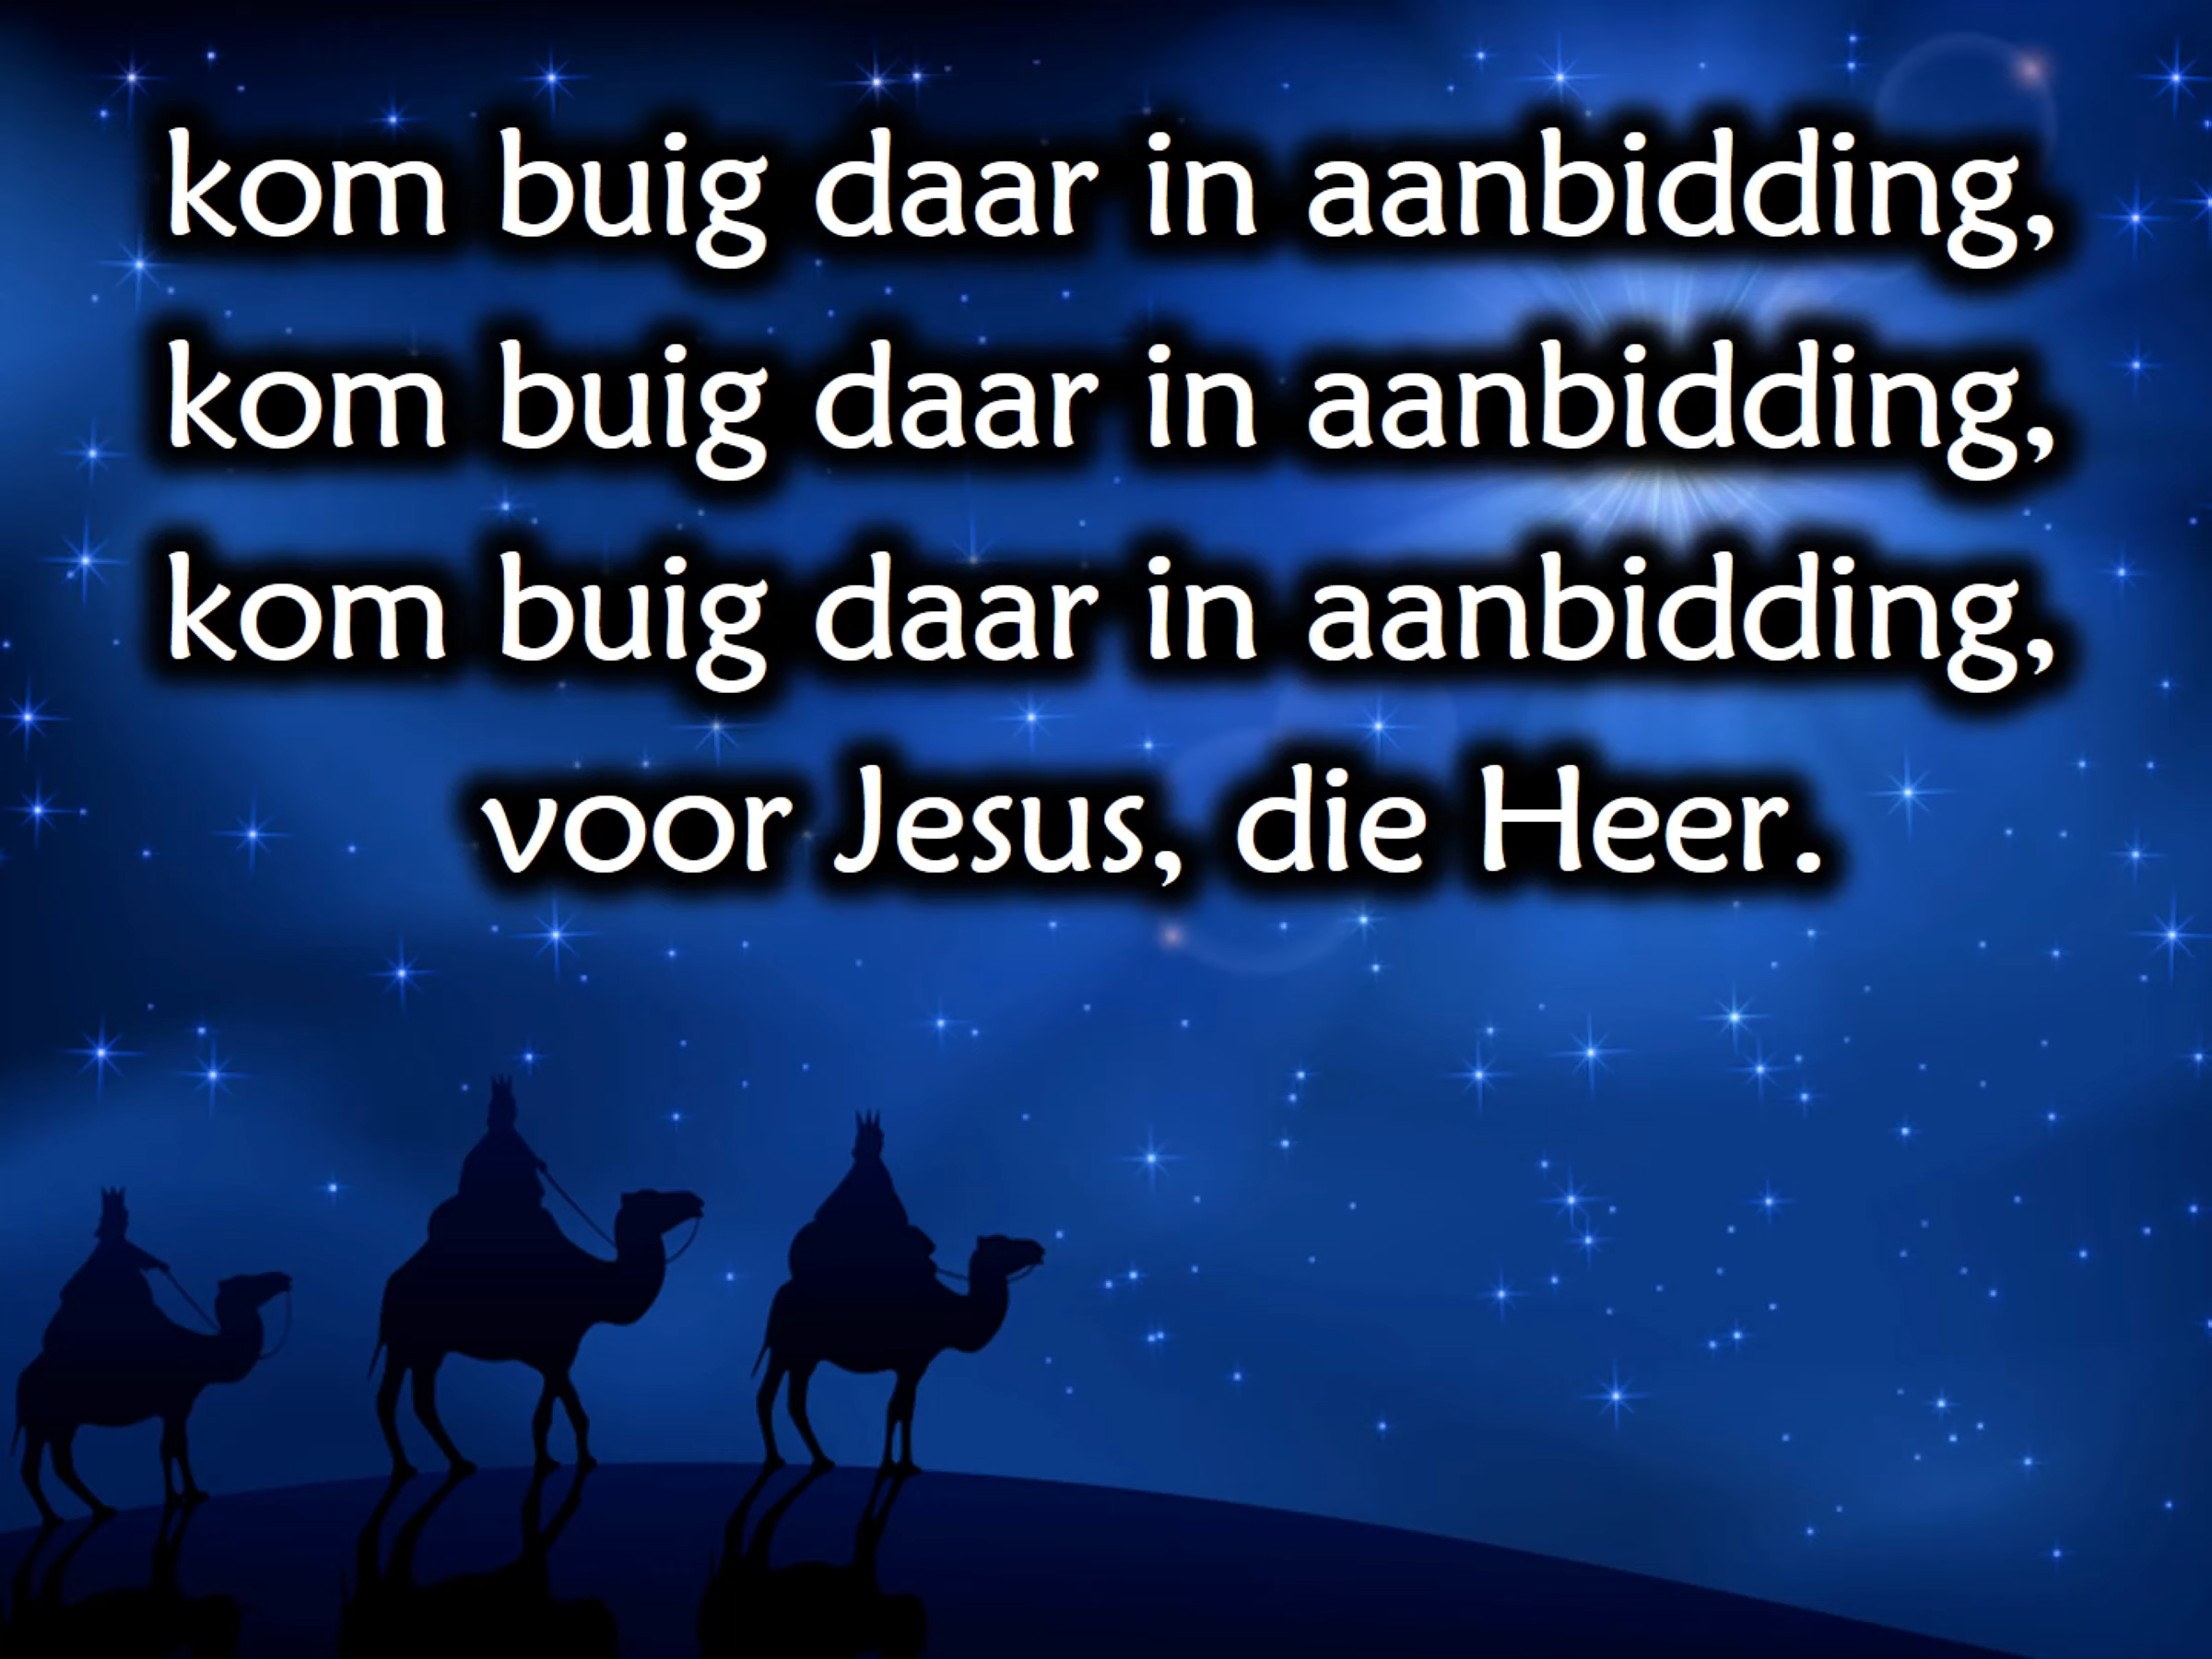 kom buig daar in aanbidding,
kom buig daar in aanbidding,
kom buig daar in aanbidding,
voor Jesus, die Heer.